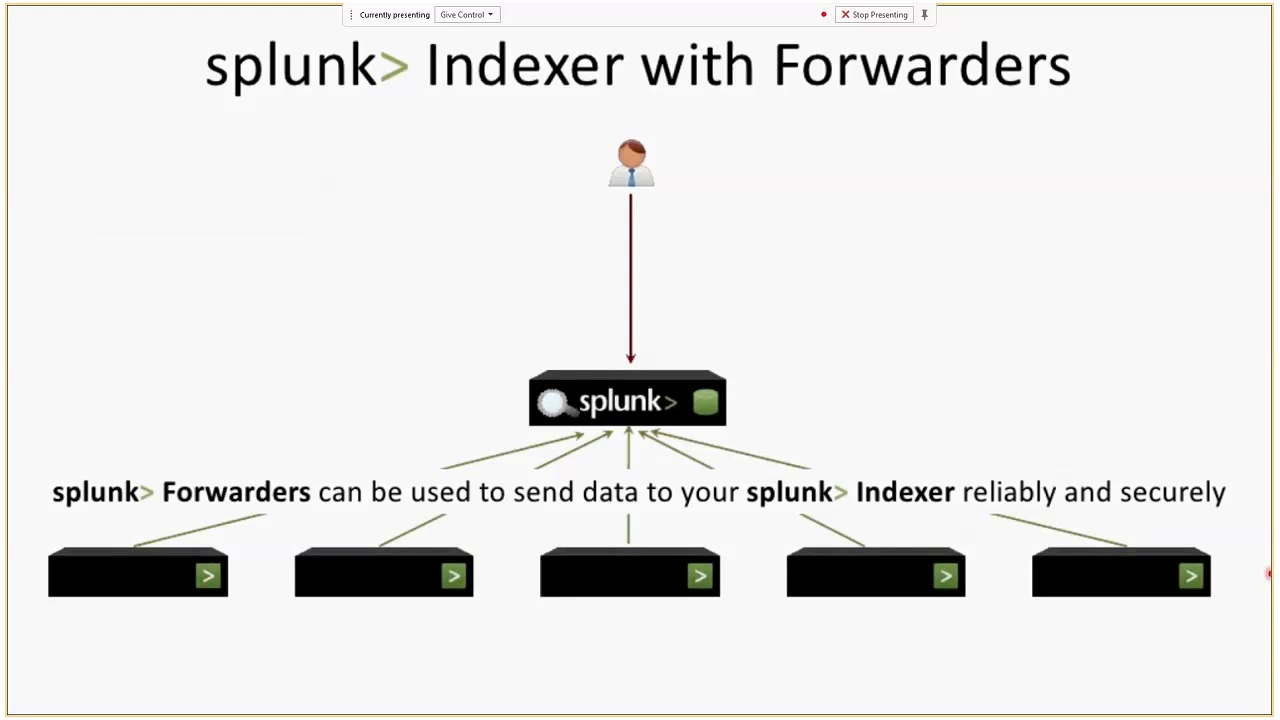 Currently presenting Give Control Stop Presenting
splunk> Indexer with Forwarders
splunk>
splunk> Forwarders can be used to send data to your splunk> Indexer reliably and securely
> > > > >